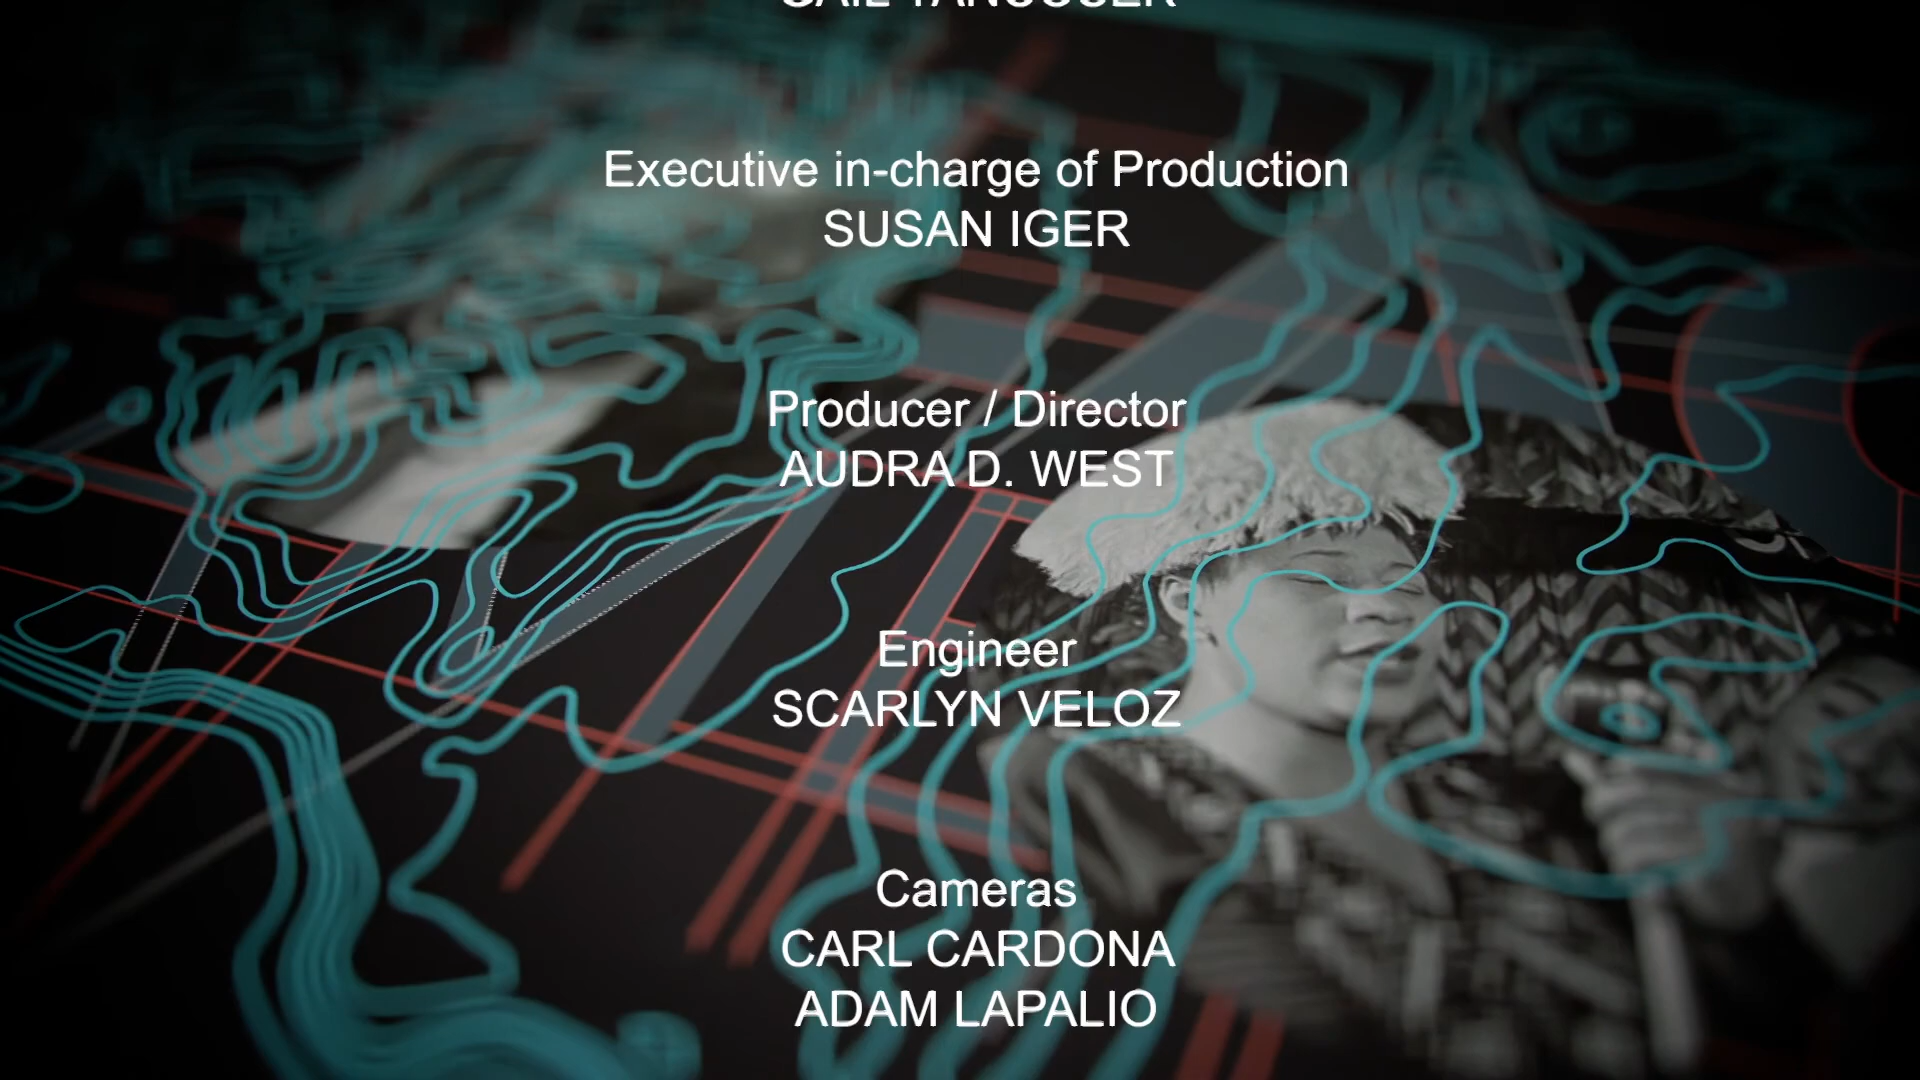 Executive in-charge of Production
SUSAN IGER
Producer / Director
AUDRA D. WEST
Engineer
SCARLYN VELOZ
Cameras
CARL CARDONA
ADAM LAPALIO